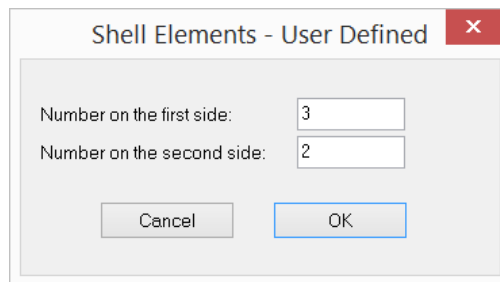 Shell Elements - User Defined
Number on the first side: 3
Number on the second side: 2
Cancel OK